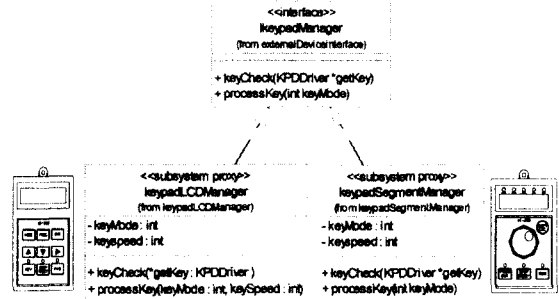 <<interface>>
IkeypadManager
(from externalDeviceInterface)
+ keyCheck(KPDDriver *getKey)
+ processKey(int keyMode)
<<subsystem proxy>>
keypadLCDManager
(from keypadLCDManager)
- keyMode : int
- keyspeed : int
+ keyCheck(*getKey : KPDDriver )
+ processKey(keyMode : int, keySpeed : int)
<<subsystem proxy>>
keypadSegmentManager
(from keypadSegmentManager)
- keyMode : int
- keyspeed : int
+ keyCheck(KPDDriver *getKey)
+ processKey(int keyMode)